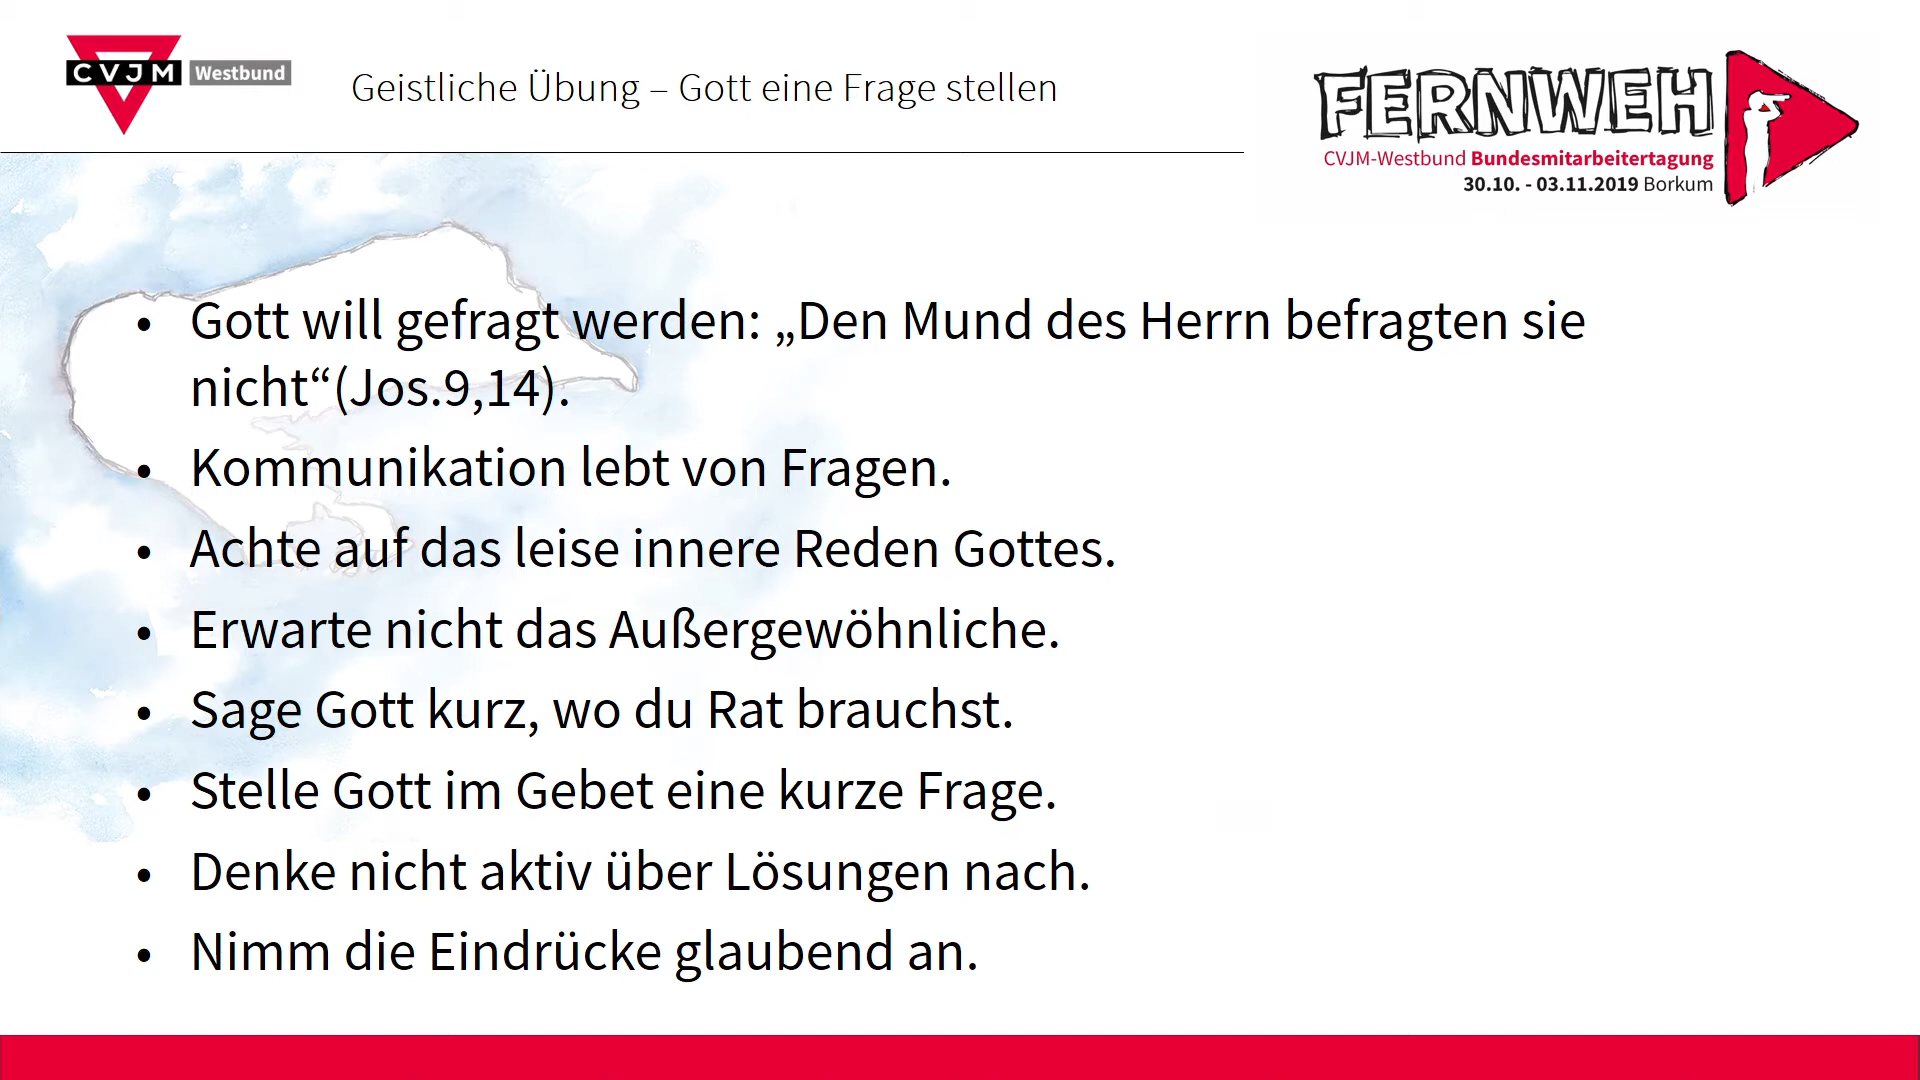 CVJM Westbund
Geistliche Übung – Gott eine Frage stellen
FERNWEH
CVJM-Westbund Bundesmitarbeitertagung
30.10. - 03.11.2019 Borkum
• Gott will gefragt werden: „Den Mund des Herrn befragten sie
nicht“(Jos.9,14).
• Kommunikation lebt von Fragen.
• Achte auf das leise innere Reden Gottes.
• Erwarte nicht das Außergewöhnliche.
• Sage Gott kurz, wo du Rat brauchst.
• Stelle Gott im Gebet eine kurze Frage.
• Denke nicht aktiv über Lösungen nach.
• Nimm die Eindrücke glaubend an.